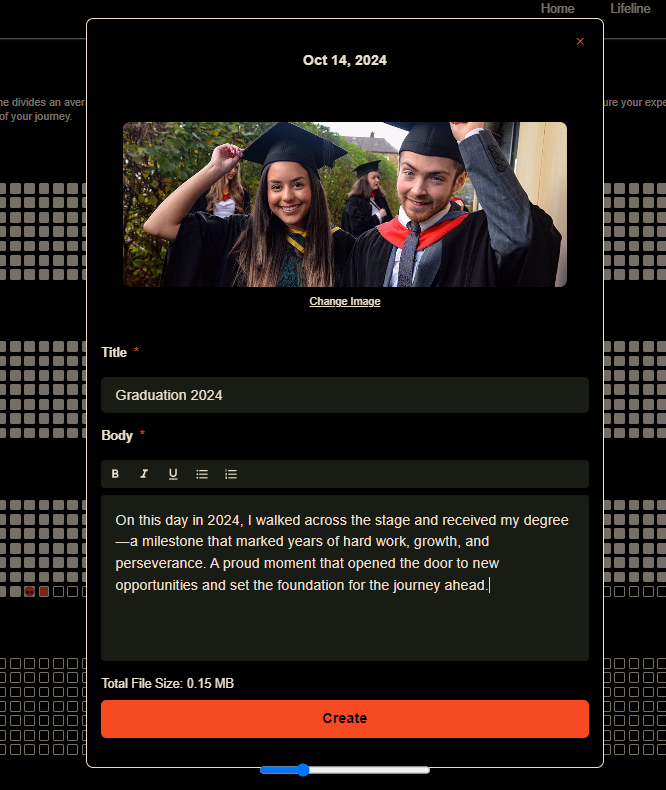 Home Lifeline
Oct 14, 2024
×
ne divides an aver
ure your expe
of your journey.
Change Image
Title *
Graduation 2024
Body *
B I U
On this day in 2024, I walked across the stage and received my degree
—a milestone that marked years of hard work, growth, and
perseverance. A proud moment that opened the door to new
opportunities and set the foundation for the journey ahead.
Total File Size: 0.15 MB
Create